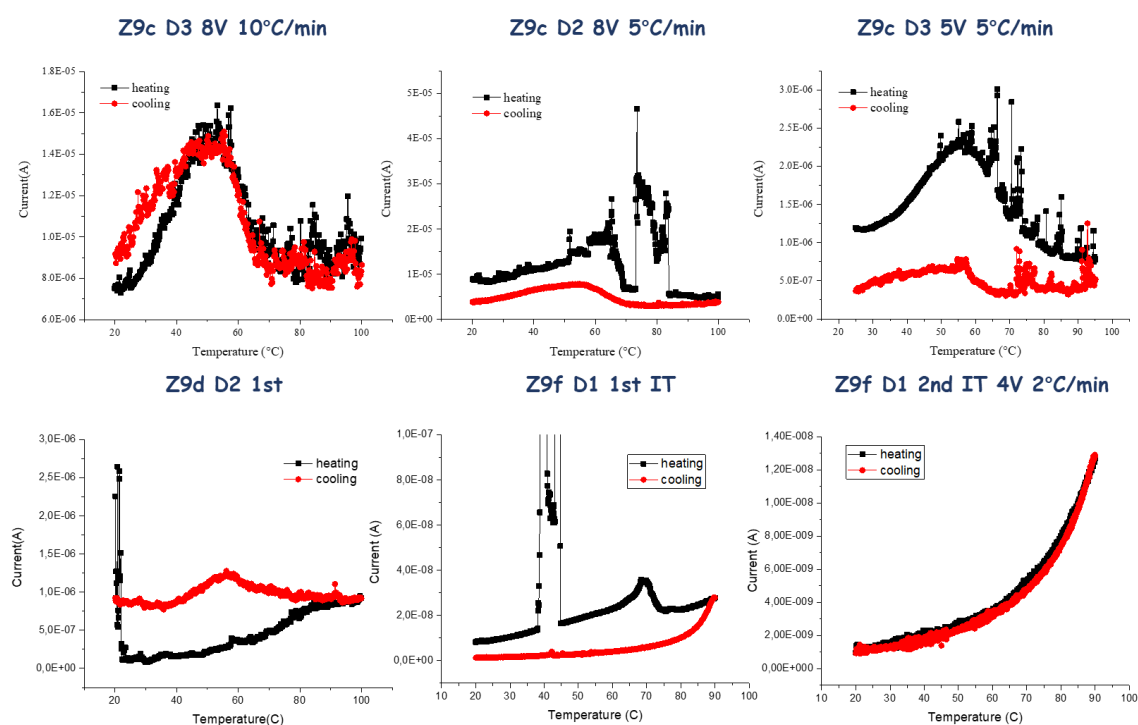 Z9c D3 8V 10°C/min
1.8E-05
1.6E-05
1.4E-05
1.2E-05
1.0E-05
8.0E-06
6.0E-06
Current(A)
heating
cooling
20 40 60 80 100
Temperature (°C)
Z9c D2 8V 5°C/min
5E-05
4E-05
3E-05
2E-05
1E-05
0E+00
Current(A)
heating
cooling
20 40 60 80 100
Temperature (°C)
Z9c D3 5V 5°C/min
3.0E-06
2.5E-06
2.0E-06
1.5E-06
1.0E-06
5.0E-07
0.0E+00
Current(A)
heating
cooling
20 30 40 50 60 70 80 90 100
Temperature (°C)
Z9d D2 1st
3,0E-06
2,5E-06
2,0E-06
1,5E-06
1,0E-06
5,0E-07
0,0E+00
Current(A)
heating
cooling
20 40 60 80 100
Temperature(C)
Z9f D1 1st IT
1,0E-07
8,0E-08
6,0E-08
4,0E-08
2,0E-08
0,0E+00
Current (A)
heating
cooling
20 30 40 50 60 70 80 90
Temperature (C)
Z9f D1 2nd IT 4V 2°C/min
1,40E-008
1,20E-008
1,00E-008
8,00E-009
6,00E-009
4,00E-009
2,00E-009
0,00E+000
Current (A)
heating
cooling
10 20 30 40 50 60 70 80 90 100
Temperature (C)